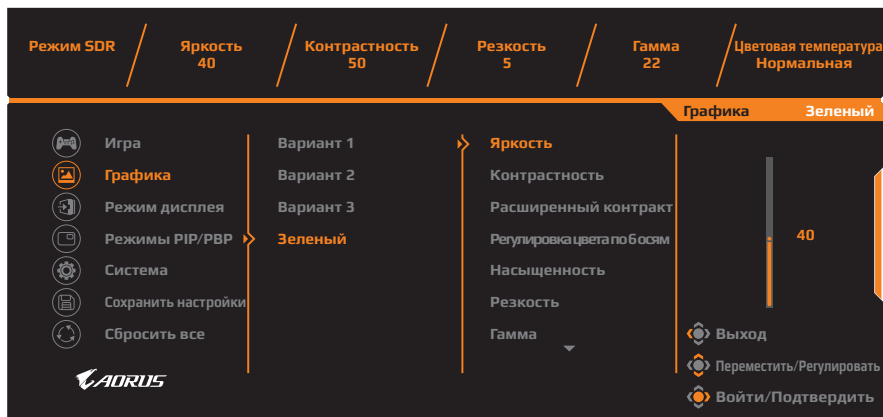 Режим SDR
Яркость
40
Контрастность
50
Резкость
5
Гамма
22
Цветовая температура
Нормальная
Графика Зеленый
Игра
Графика
Режим дисплея
Режимы PIP/PBP
Система
Сохранить настройки
Сбросить все
Вариант 1
Вариант 2
Вариант 3
Зеленый
Яркость
Контрастность
Расширенный контракт
Регулировка цвета по 6 осям
Насыщенность
Резкость
Гамма
40
Выход
Переместить/Регулировать
Войти/Подтвердить
AORUS